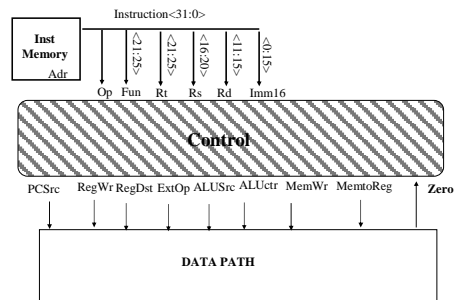 Instruction<31:0>
Inst
Memory
Adr
<21:25>
<21:25>
<16:20>
<11:15>
<0:15>
Op Fun Rt Rs Rd Imm16
Control
PCSrc RegWr RegDst ExtOp ALUSrc ALUctr MemWr MemtoReg Zero
DATA PATH